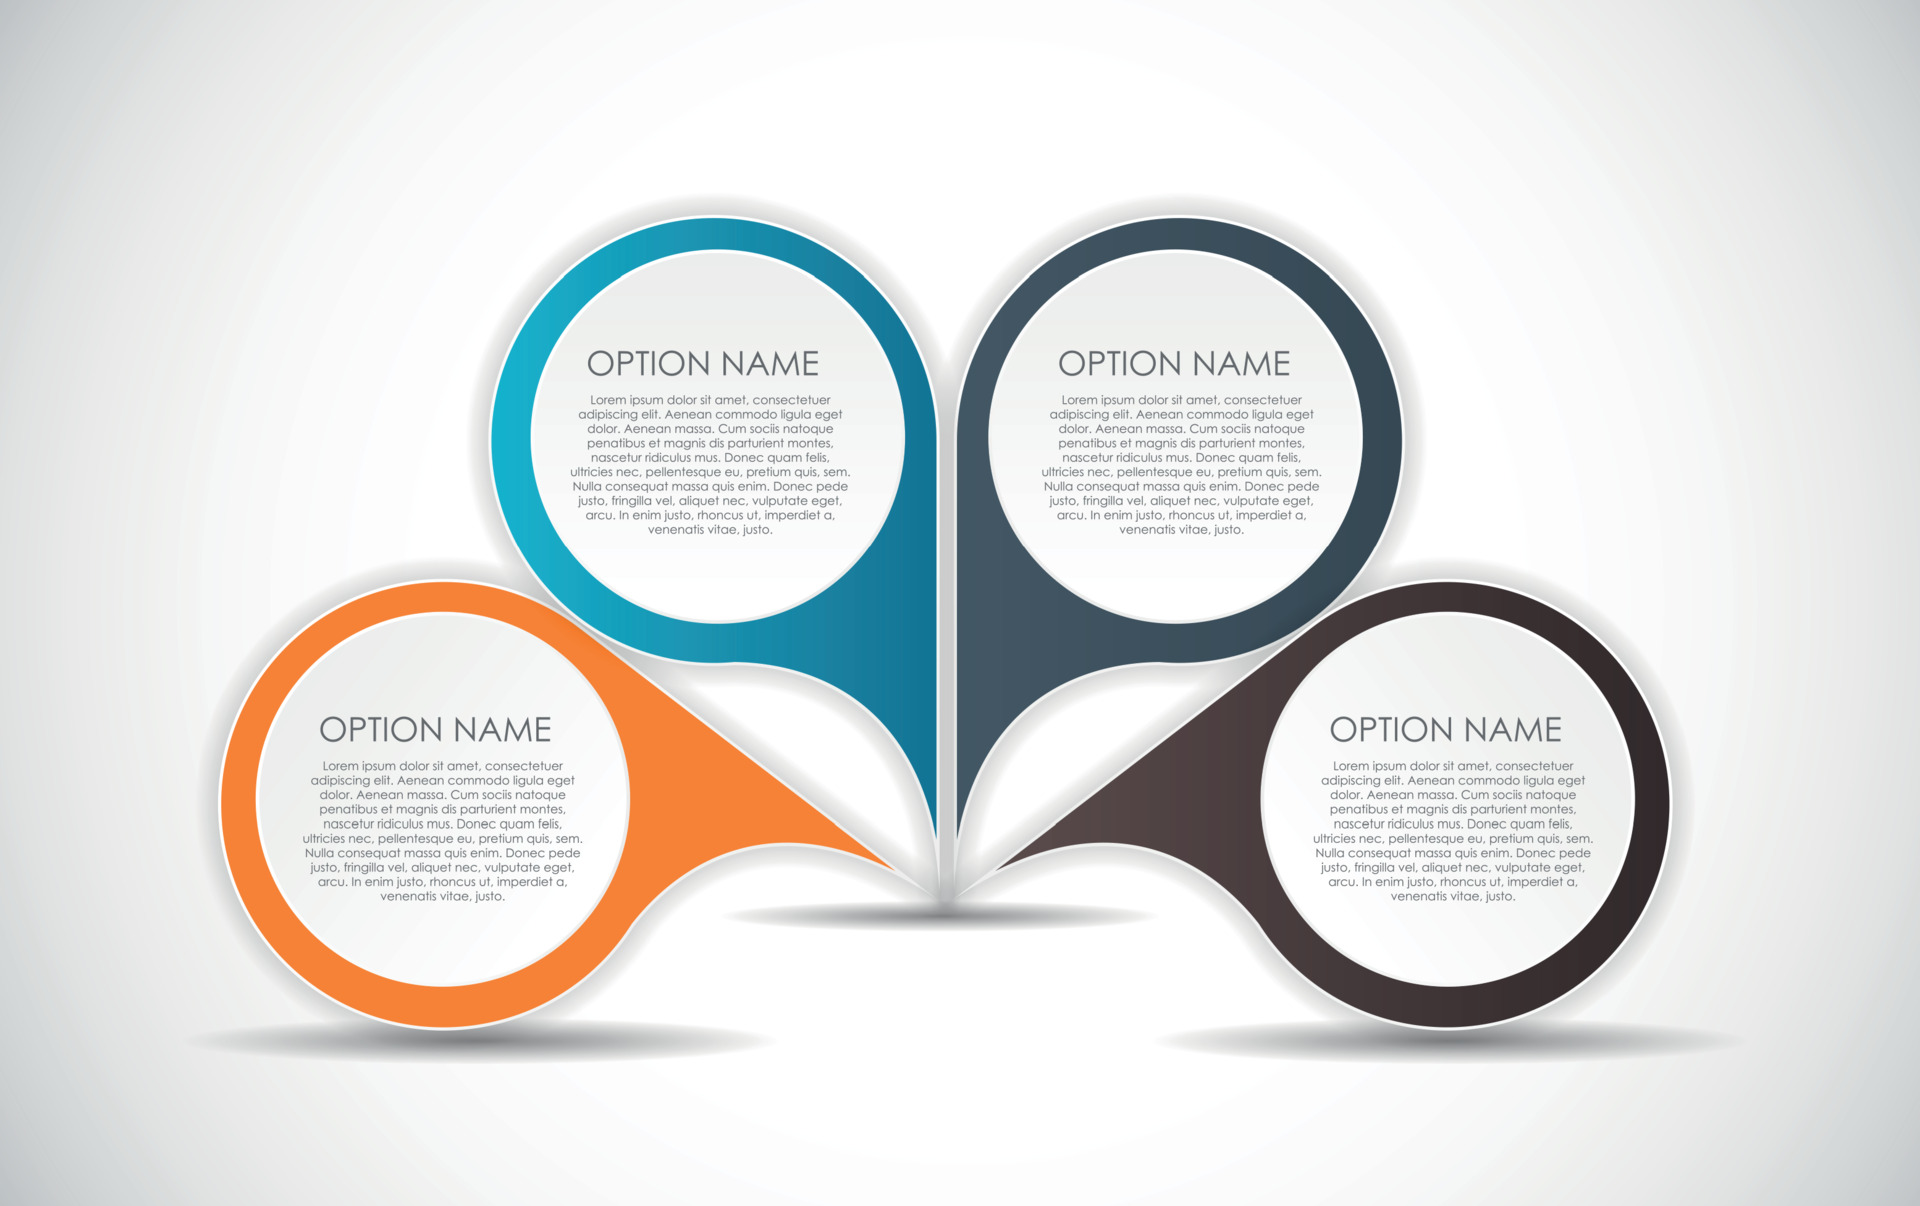 OPTION NAME
Lorem ipsum dolor sit amet, consectetuer
adipiscing elit. Aenean commodo ligula eget
dolor. Aenean massa. Cum sociis natoque
penatibus et magnis dis parturient montes,
nascetur ridiculus mus. Donec quam felis,
ultricies nec, pellentesque eu, pretium quis, sem.
Nulla consequat massa quis enim. Donec pede
justo, fringilla vel, aliquet nec, vulputate eget,
arcu. In enim justo, rhoncus ut, imperdiet a,
venenatis vitae, justo.
OPTION NAME
Lorem ipsum dolor sit amet, consectetuer
adipiscing elit. Aenean commodo ligula eget
dolor. Aenean massa. Cum sociis natoque
penatibus et magnis dis parturient montes,
nascetur ridiculus mus. Donec quam felis,
ultricies nec, pellentesque eu, pretium quis, sem.
Nulla consequat massa quis enim. Donec pede
justo, fringilla vel, aliquet nec, vulputate eget,
arcu. In enim justo, rhoncus ut, imperdiet a,
venenatis vitae, justo.
OPTION NAME
Lorem ipsum dolor sit amet, consectetuer
adipiscing elit. Aenean commodo ligula eget
dolor. Aenean massa. Cum sociis natoque
penatibus et magnis dis parturient montes,
nascetur ridiculus mus. Donec quam felis,
ultricies nec, pellentesque eu, pretium quis, sem.
Nulla consequat massa quis enim. Donec pede
justo, fringilla vel, aliquet nec, vulputate eget,
arcu. In enim justo, rhoncus ut, imperdiet a,
venenatis vitae, justo.
OPTION NAME
Lorem ipsum dolor sit amet, consectetuer
adipiscing elit. Aenean commodo ligula eget
dolor. Aenean massa. Cum sociis natoque
penatibus et magnis dis parturient montes,
nascetur ridiculus mus. Donec quam felis,
ultricies nec, pellentesque eu, pretium quis, sem.
Nulla consequat massa quis enim. Donec pede
justo, fringilla vel, aliquet nec, vulputate eget,
arcu. In enim justo, rhoncus ut, imperdiet a,
venenatis vitae, justo.